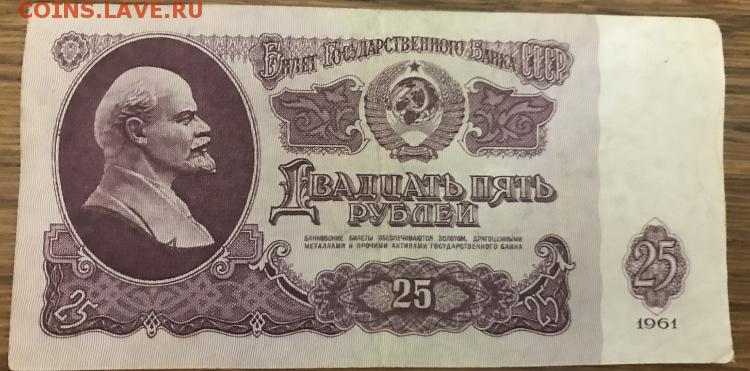 COINS.LAVE.RU
Билет Государственного Банка СССР
Двадцать пять
рублей
БАНКОВСКИЕ БИЛЕТЫ ОБЕСПЕЧИВАЮТСЯ ЗОЛОТОМ, ДРАГОЦЕННЫМИ
МЕТАЛЛАМИ И ПРОЧИМИ АКТИВАМИ ГОСУДАРСТВЕННОГО БАНКА
25
25
25
25
1961